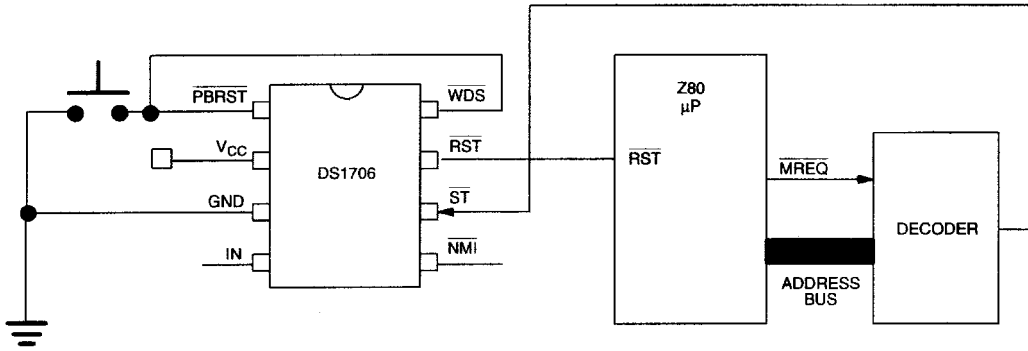 PBRST
VCC
GND
IN
DS1706
WDS
RST
ST
NMI
Z80
µP
RST
MREQ
ADDRESS
BUS
DECODER